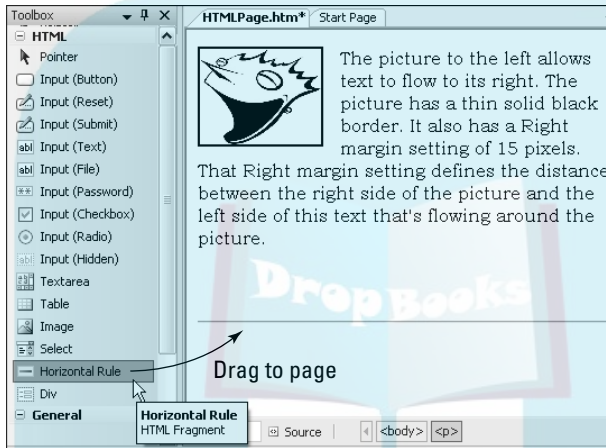 Toolbox
HTML
Pointer
Input (Button)
Input (Reset)
Input (Submit)
Input (Text)
Input (File)
Input (Password)
Input (Checkbox)
Input (Radio)
Input (Hidden)
Textarea
Table
Image
Select
Horizontal Rule
Div
General
HTMLPage.htm* Start Page
The picture to the left allows
text to flow to its right. The
picture has a thin solid black
border. It also has a Right
margin setting of 15 pixels.
That Right margin setting defines the distance
between the right side of the picture and the
left side of this text that's flowing around the
picture.
DropBooks
Drag to page
Horizontal Rule
HTML Fragment
Source <body> <p>